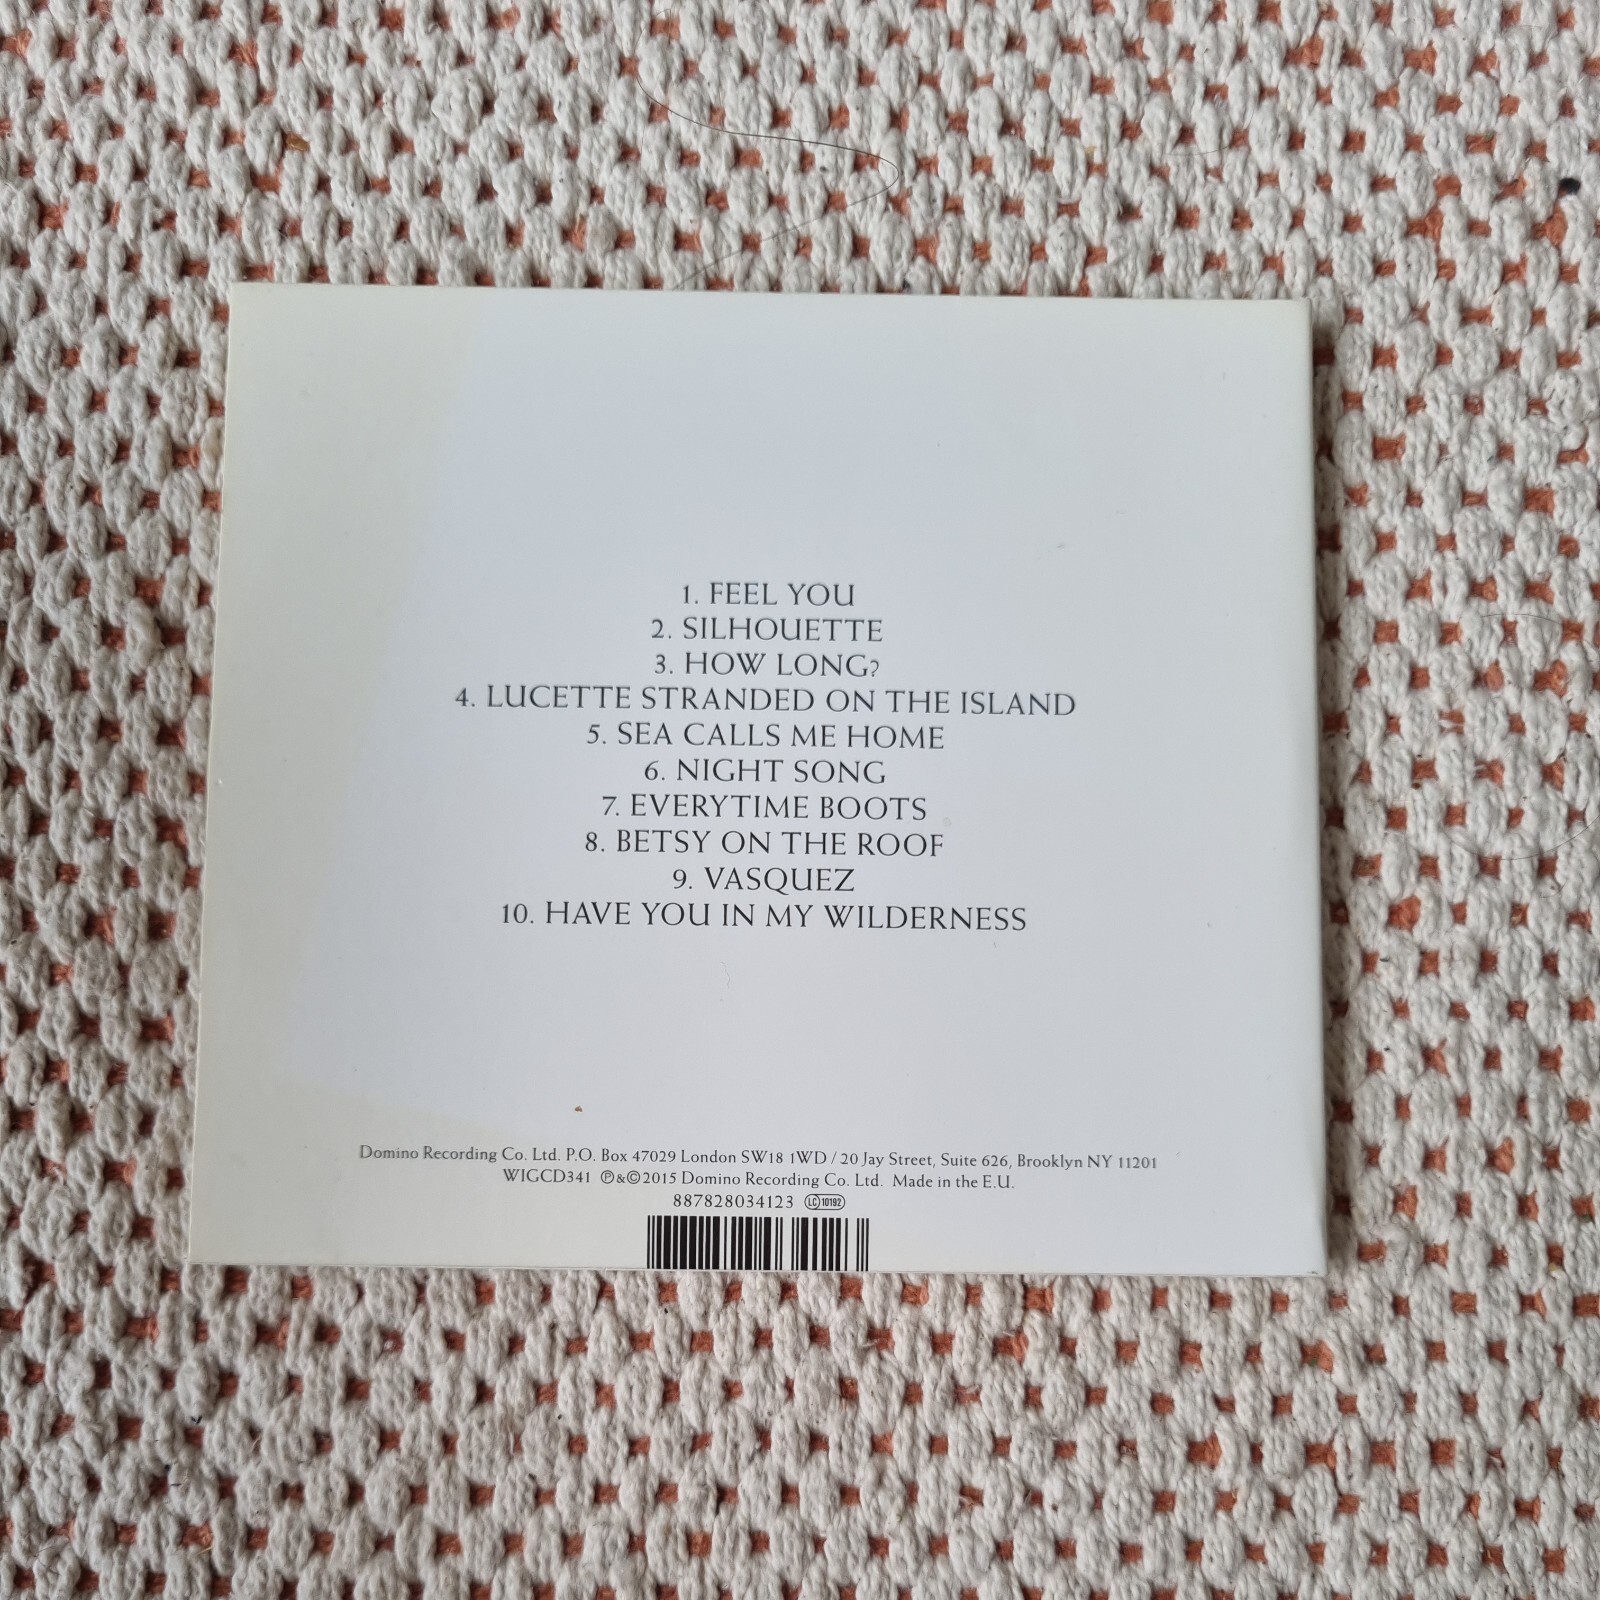 1. FEEL YOU
2. SILHOUETTE
3. HOW LONG?
4. LUCETTE STRANDED ON THE ISLAND
5. SEA CALLS ME HOME
6. NIGHT SONG
7. EVERYTIME BOOTS
8. BETSY ON THE ROOF
9. VASQUEZ
10. HAVE YOU IN MY WILDERNESS
Domino Recording Co. Ltd. P.O. Box 47029 London SW18 1WD / 20 Jay Street, Suite 626, Brooklyn NY 11201
WIGCD341 ℗&©2015 Domino Recording Co. Ltd. Made in the E.U.
887828034123 LC 10192